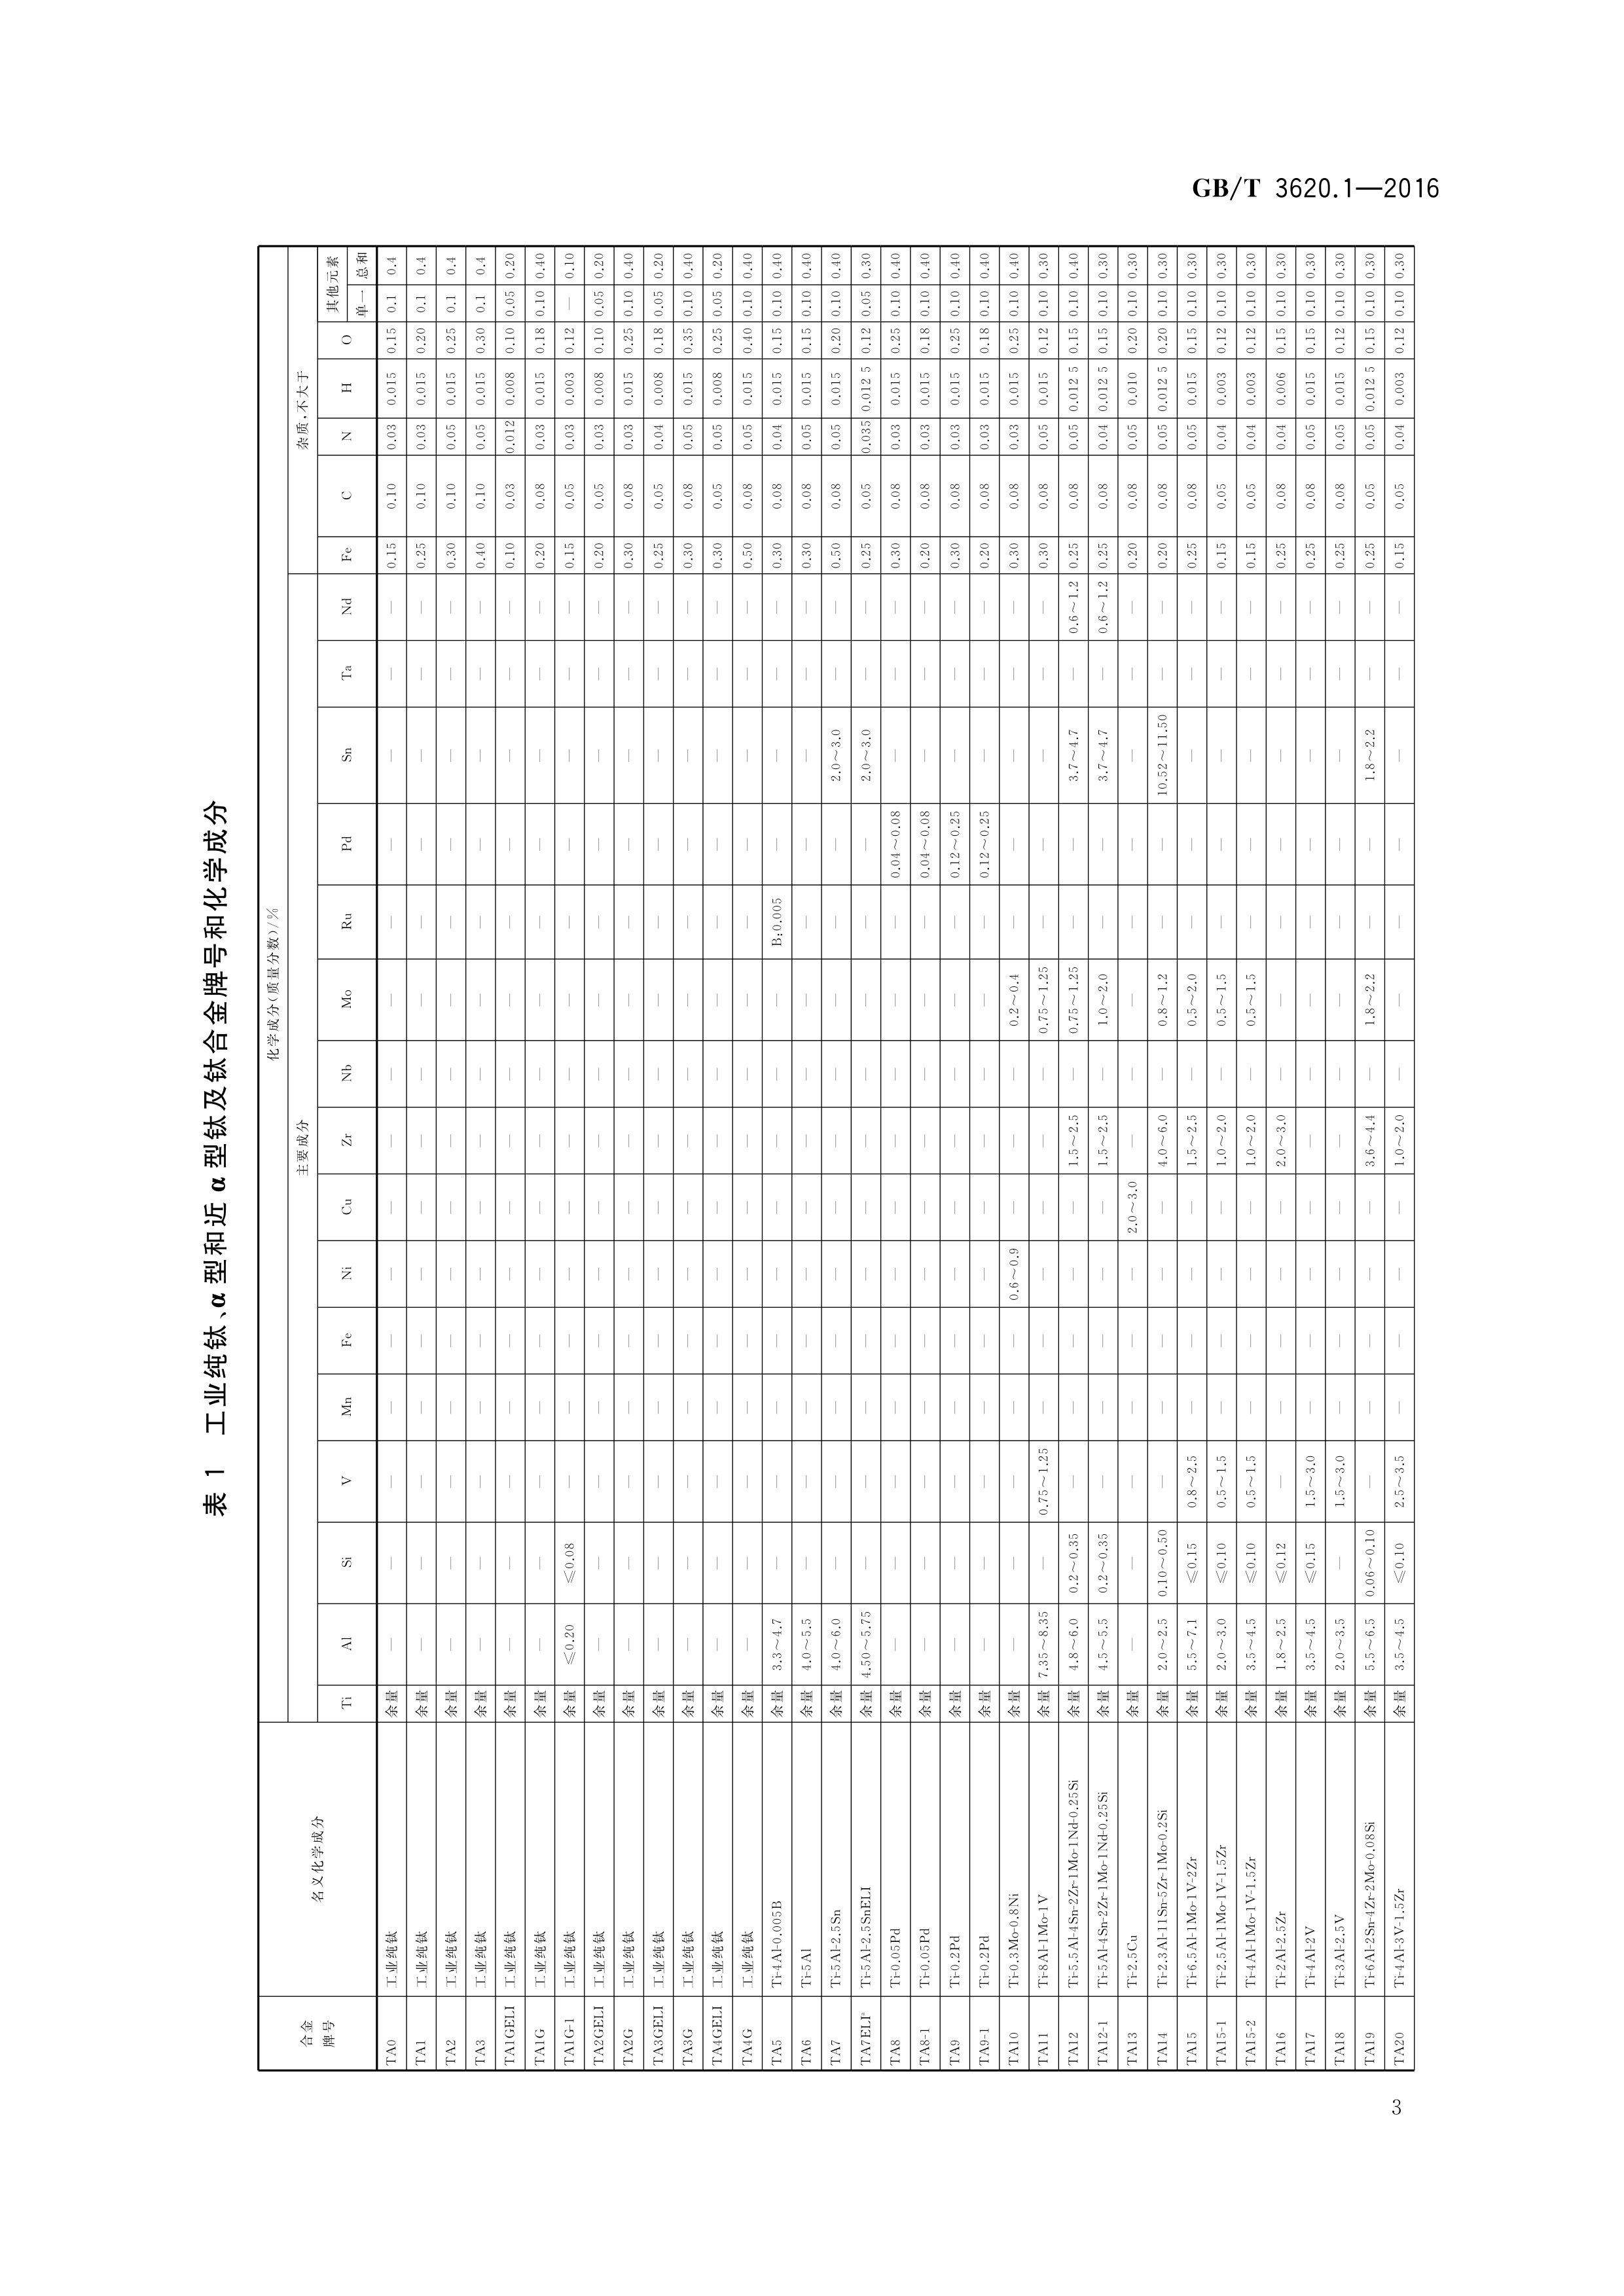 GB/T 3620.1—2016
表 1 工业纯钛、α 型和近 α 型钛及钛合金牌号和化学成分
合金牌号 名义化学成分 化学成分(质量分数)/%
主要成分 杂质,不大于
Ti Al Si V Mn Fe Ni Cu Zr Nb Mo Ru Pd Sn Ta Nd Fe C N H O 其他元素
单一 总和
TA0 工业纯钛 余量 — — — — — — — — — — — — — — — 0.15 0.10 0.03 0.015 0.15 0.1 0.4
TA1 工业纯钛 余量 — — — — — — — — — — — — — — — 0.25 0.10 0.03 0.015 0.20 0.1 0.4
TA2 工业纯钛 余量 — — — — — — — — — — — — — — — 0.30 0.10 0.05 0.015 0.25 0.1 0.4
TA3 工业纯钛 余量 — — — — — — — — — — — — — — — 0.40 0.10 0.05 0.015 0.30 0.1 0.4
TA1GELI 工业纯钛 余量 — — — — — — — — — — — — — — — 0.10 0.03 0.012 0.008 0.10 0.05 0.20
TA1G 工业纯钛 余量 — — — — — — — — — — — — — — — 0.20 0.08 0.03 0.015 0.18 0.10 0.40
TA1G-1 工业纯钛 余量 ≤0.20 ≤0.08 — — — — — — — — — — — — — 0.15 0.05 0.03 0.003 0.12 — 0.10
TA2GELI 工业纯钛 余量 — — — — — — — — — — — — — — — 0.20 0.05 0.03 0.008 0.10 0.05 0.20
TA2G 工业纯钛 余量 — — — — — — — — — — — — — — — 0.30 0.08 0.03 0.015 0.25 0.10 0.40
TA3GELI 工业纯钛 余量 — — — — — — — — — — — — — — — 0.25 0.05 0.04 0.008 0.18 0.05 0.20
TA3G 工业纯钛 余量 — — — — — — — — — — — — — — — 0.30 0.08 0.05 0.015 0.35 0.10 0.40
TA4GELI 工业纯钛 余量 — — — — — — — — — — — — — — — 0.30 0.05 0.05 0.008 0.25 0.05 0.20
TA4G 工业纯钛 余量 — — — — — — — — — — — — — — — 0.50 0.08 0.05 0.015 0.40 0.10 0.40
TA5 Ti-4Al-0.005B 余量 3.3~4.7 — — — — — — — — — B:0.005 — — — — 0.30 0.08 0.04 0.015 0.15 0.10 0.40
TA6 Ti-5Al 余量 4.0~5.5 — — — — — — — — — — — — — — 0.30 0.08 0.05 0.015 0.15 0.10 0.40
TA7 Ti-5Al-2.5Sn 余量 4.0~6.0 — — — — — — — — — — — 2.0~3.0 — — 0.50 0.08 0.05 0.015 0.20 0.10 0.40
TA7ELIᵃ Ti-5Al-2.5SnELI 余量 4.50~5.75 — — — — — — — — — — — 2.0~3.0 — — 0.25 0.05 0.035 0.012 5 0.12 0.05 0.30
TA8 Ti-0.05Pd 余量 — — — — — — — — — — — 0.04~0.08 — — — 0.30 0.08 0.03 0.015 0.25 0.10 0.40
TA8-1 Ti-0.05Pd 余量 — — — — — — — — — — — 0.04~0.08 — — — 0.20 0.08 0.03 0.015 0.18 0.10 0.40
TA9 Ti-0.2Pd 余量 — — — — — — — — — — — 0.12~0.25 — — — 0.30 0.08 0.03 0.015 0.25 0.10 0.40
TA9-1 Ti-0.2Pd 余量 — — — — — — — — — — — 0.12~0.25 — — — 0.20 0.08 0.03 0.015 0.18 0.10 0.40
TA10 Ti-0.3Mo-0.8Ni 余量 — — — — — 0.6~0.9 — — — 0.2~0.4 — — — — — 0.30 0.08 0.03 0.015 0.25 0.10 0.40
TA11 Ti-8Al-1Mo-1V 余量 7.35~8.35 — 0.75~1.25 — — — — — — 0.75~1.25 — — — — — 0.30 0.08 0.05 0.015 0.12 0.10 0.30
TA12 Ti-5.5Al-4Sn-2Zr-1Mo-1Nd-0.25Si 余量 4.8~6.0 0.2~0.35 — — — — — 1.5~2.5 — 0.75~1.25 — — 3.7~4.7 — 0.6~1.2 0.25 0.08 0.05 0.012 5 0.15 0.10 0.40
TA12-1 Ti-5Al-4Sn-2Zr-1Mo-1Nd-0.25Si 余量 4.5~5.5 0.2~0.35 — — — — — 1.5~2.5 — 1.0~2.0 — — 3.7~4.7 — 0.6~1.2 0.25 0.08 0.04 0.012 5 0.15 0.10 0.30
TA13 Ti-2.5Cu 余量 — — — — — — 2.0~3.0 — — — — — — — — 0.20 0.08 0.05 0.010 0.20 0.10 0.30
TA14 Ti-2.3Al-11Sn-5Zr-1Mo-0.2Si 余量 2.0~2.5 0.10~0.50 — — — — — 4.0~6.0 — 0.8~1.2 — — 10.52~11.50 — — 0.20 0.08 0.05 0.012 5 0.20 0.10 0.30
TA15 Ti-6.5Al-1Mo-1V-2Zr 余量 5.5~7.1 ≤0.15 0.8~2.5 — — — — 1.5~2.5 — 0.5~2.0 — — — — — 0.25 0.08 0.05 0.015 0.15 0.10 0.30
TA15-1 Ti-2.5Al-1Mo-1V-1.5Zr 余量 2.0~3.0 ≤0.10 0.5~1.5 — — — — 1.0~2.0 — 0.5~1.5 — — — — — 0.15 0.05 0.04 0.003 0.12 0.10 0.30
TA15-2 Ti-4Al-1Mo-1V-1.5Zr 余量 3.5~4.5 ≤0.10 0.5~1.5 — — — — 1.0~2.0 — 0.5~1.5 — — — — — 0.15 0.05 0.04 0.003 0.12 0.10 0.30
TA16 Ti-2Al-2.5Zr 余量 1.8~2.5 ≤0.12 — — — — — 2.0~3.0 — — — — — — — 0.25 0.08 0.04 0.006 0.15 0.10 0.30
TA17 Ti-4Al-2V 余量 3.5~4.5 ≤0.15 1.5~3.0 — — — — — — — — — — — — 0.25 0.08 0.05 0.015 0.15 0.10 0.30
TA18 Ti-3Al-2.5V 余量 2.0~3.5 — 1.5~3.0 — — — — — — — — — — — — 0.25 0.08 0.05 0.015 0.12 0.10 0.30
TA19 Ti-6Al-2Sn-4Zr-2Mo-0.08Si 余量 5.5~6.5 0.06~0.10 — — — — — 3.6~4.4 — 1.8~2.2 — — 1.8~2.2 — — 0.25 0.05 0.05 0.012 5 0.15 0.10 0.30
TA20 Ti-4Al-3V-1.5Zr 余量 3.5~4.5 ≤0.10 2.5~3.5 — — — — 1.0~2.0 — — — — — — — 0.15 0.05 0.04 0.003 0.12 0.10 0.30
3